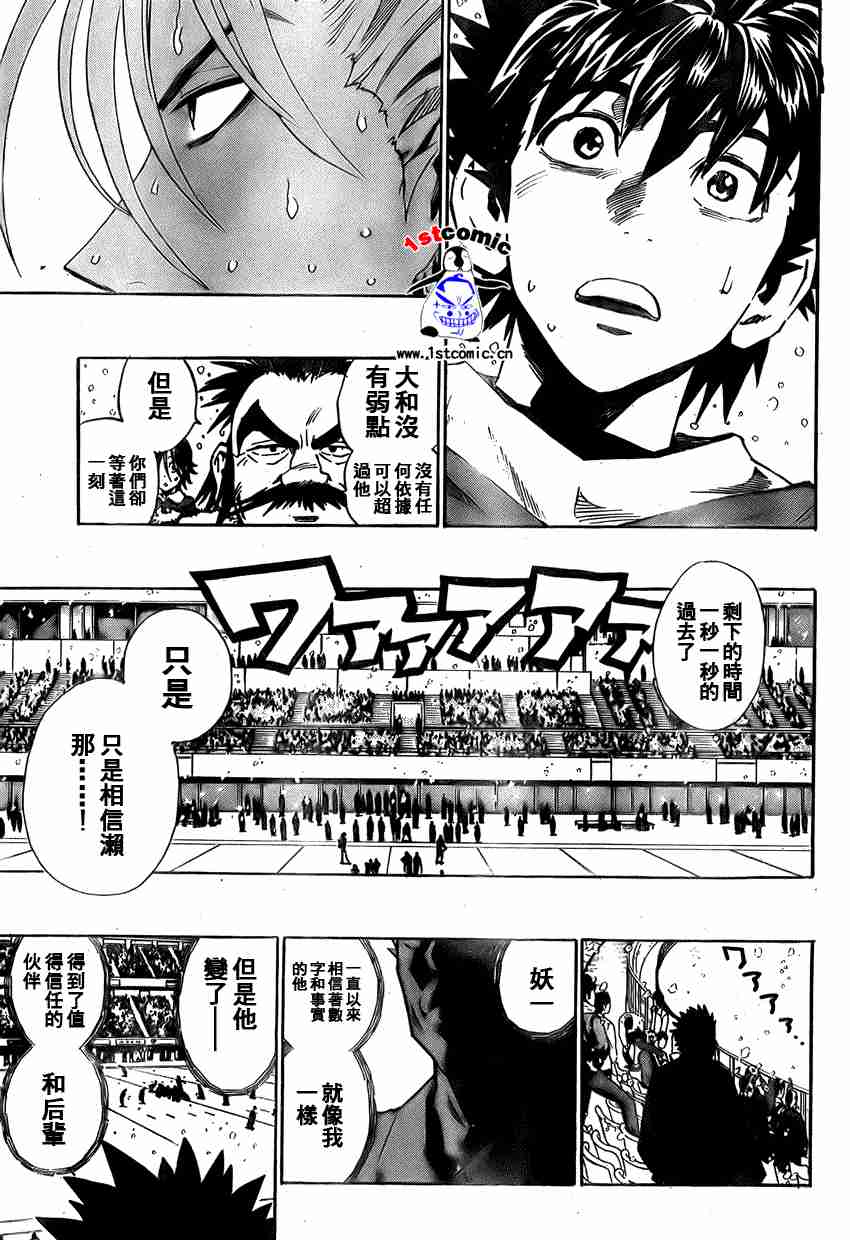 1stcomic
www.1stcomic.cn
大和沒
有弱點
沒有任
何依據
可以超
過他
但是
你們卻
等著這
一刻
剩下的時間
一秒一秒的
過去了
ワァァァアァ
只是
只是相信瀨
那……！
ワァァァ
妖一
一直以來
相信著數
字和事實
的他
就像我
一樣
但是他
變了——
得到了值
得信任的
伙伴
和后輩